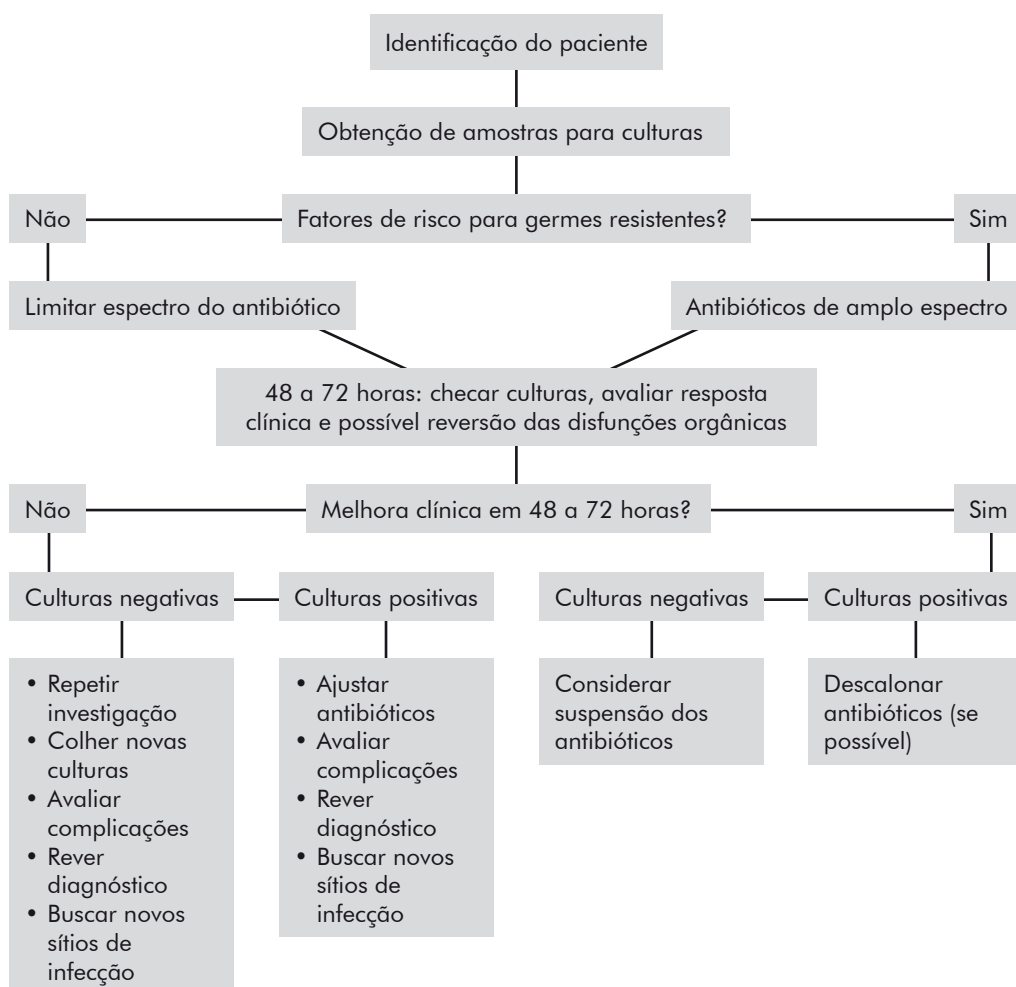 Identificação do paciente
Obtenção de amostras para culturas
Não
Fatores de risco para germes resistentes?
Sim
Limitar espectro do antibiótico
Antibióticos de amplo espectro
48 a 72 horas: checar culturas, avaliar resposta
clínica e possível reversão das disfunções orgânicas
Não
Melhora clínica em 48 a 72 horas?
Sim
Culturas negativas
Culturas positivas
Culturas negativas
Culturas positivas
• Repetir
investigação
• Colher novas
culturas
• Avaliar
complicações
• Rever
diagnóstico
• Buscar novos
sítios de
infecção
• Ajustar
antibióticos
• Avaliar
complicações
• Rever
diagnóstico
• Buscar novos
sítios de
infecção
Considerar
suspensão dos
antibióticos
Descalonar
antibióticos (se
possível)